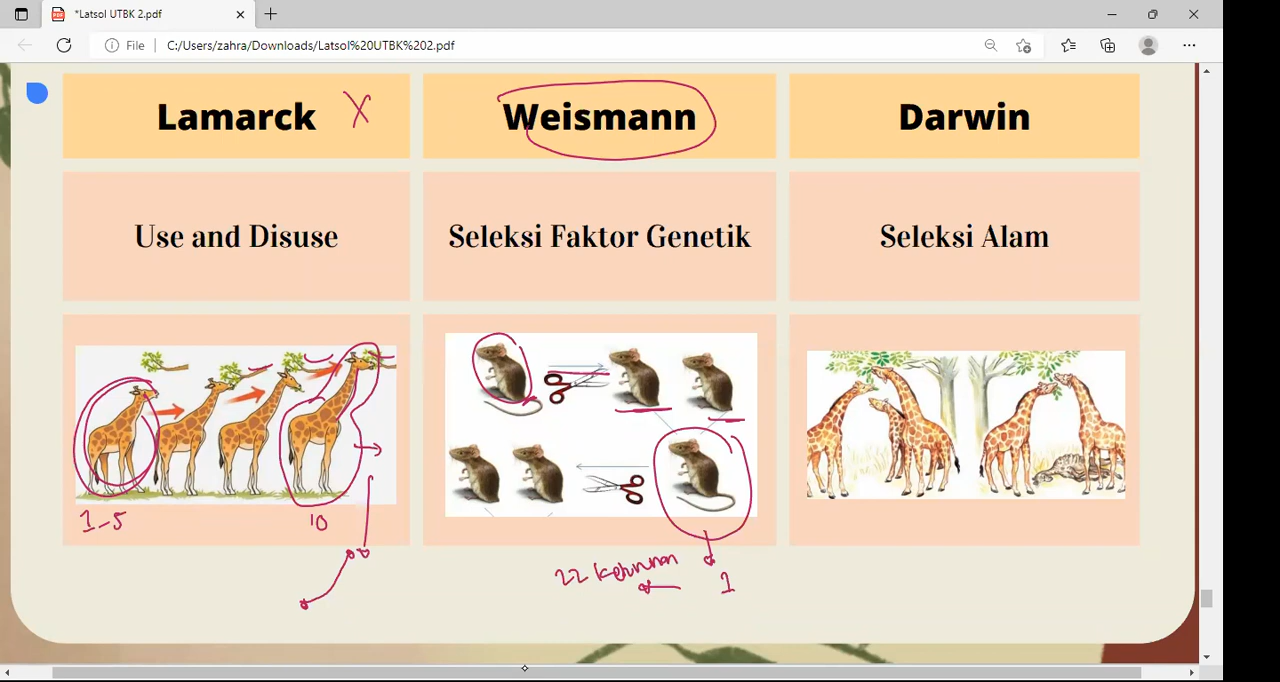 *Latsol UTBK 2.pdf
File
C:/Users/zahra/Downloads/Latsol%20UTBK%202.pdf
Lamarck X
Weismann
Darwin
Use and Disuse
Seleksi Faktor Genetik
Seleksi Alam
1-5
10
22 keturunan
1